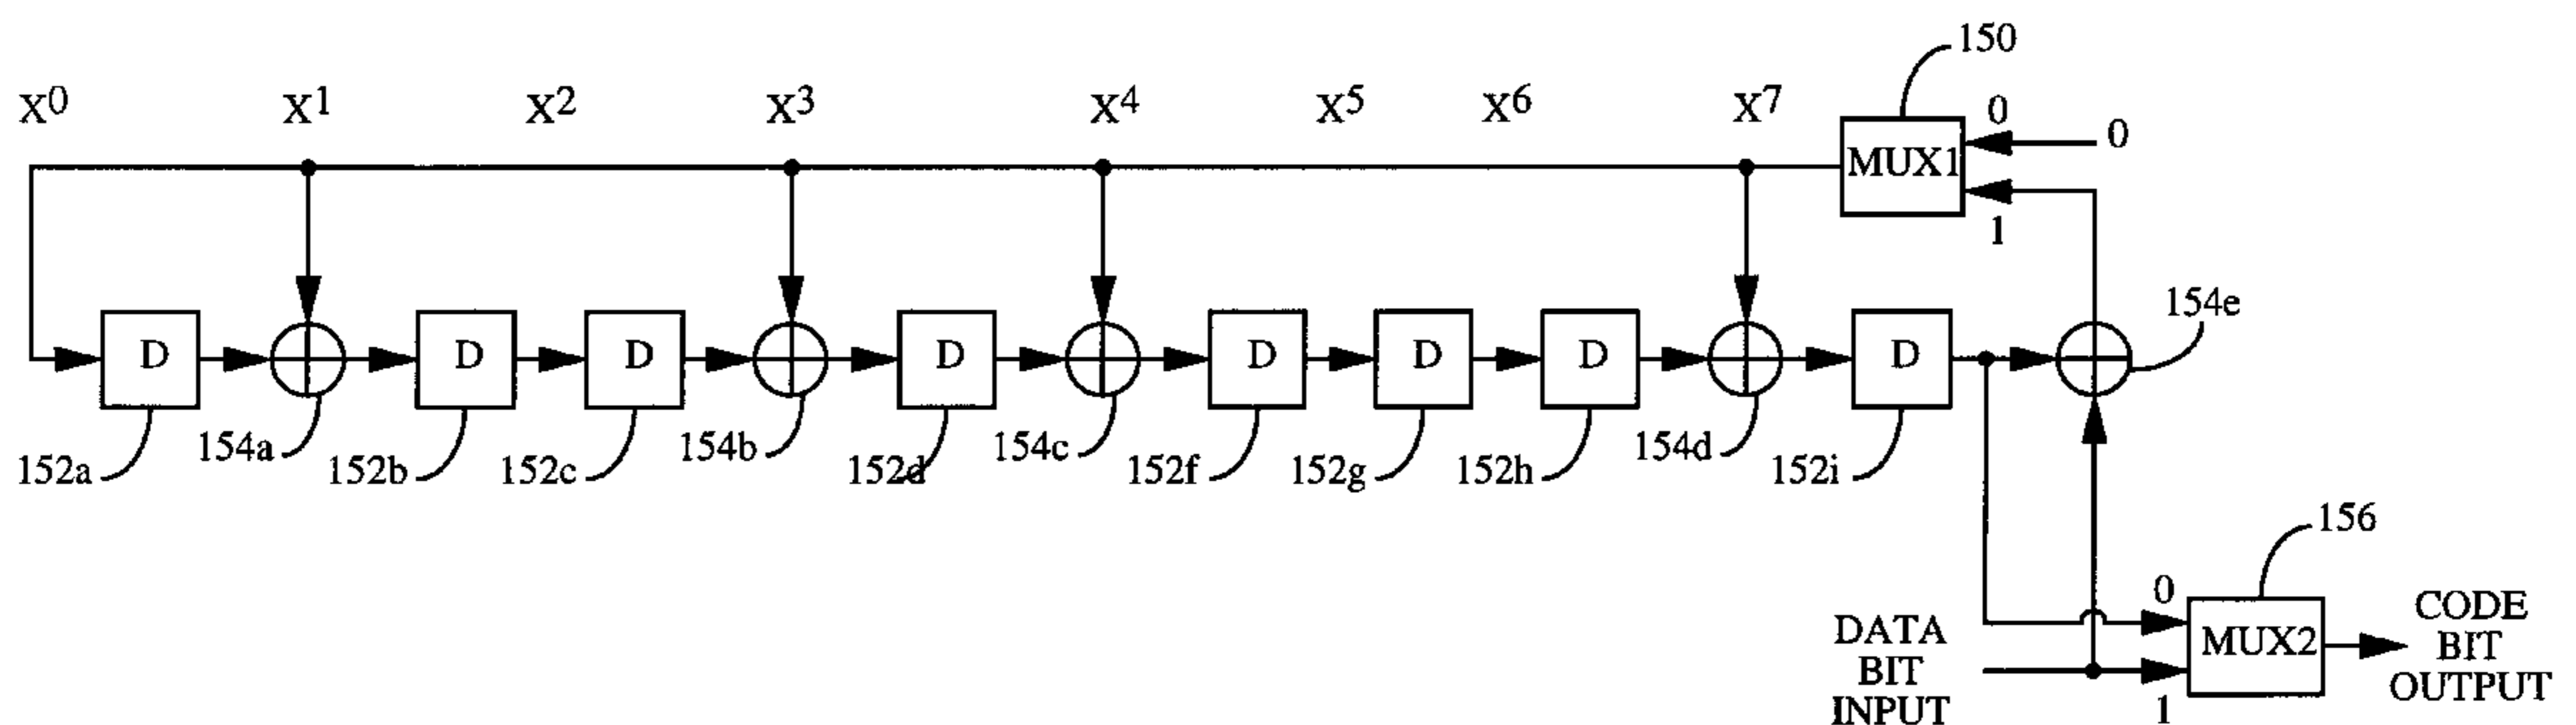 150
X0 X1 X2 X3 X4 X5 X6 X7
0
0
MUX1
1
154e
D D D D D D D D
152a 154a 152b 152c 154b 152d 154c 152f 152g 152h 154d 152i
156
0
MUX2
1
DATA
BIT
INPUT
CODE
BIT
OUTPUT